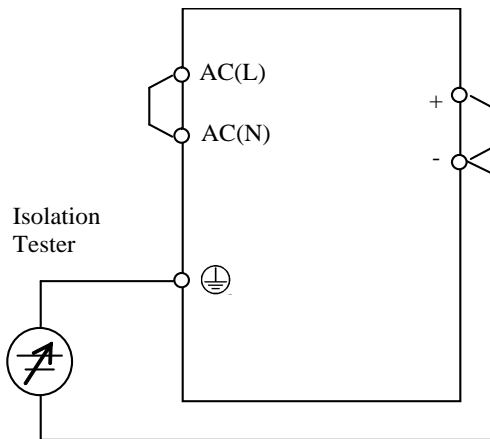 AC(L)
+
AC(N)
-
Isolation
Tester